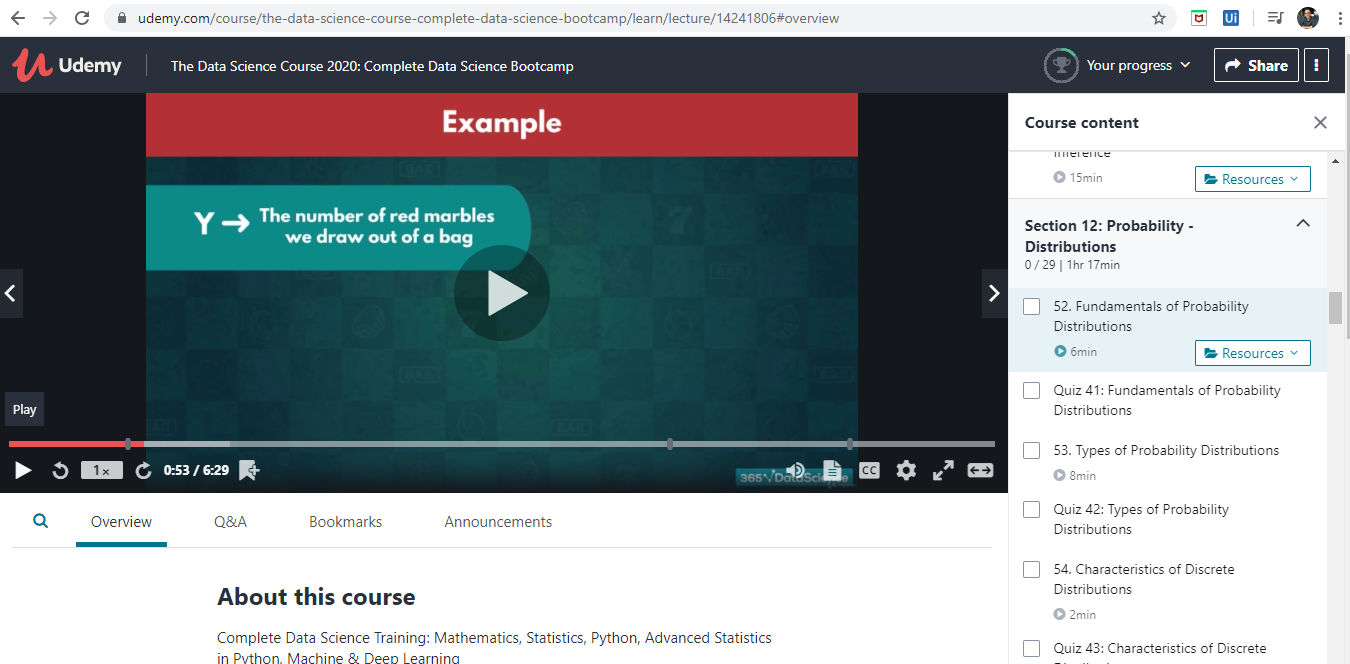 udemy.com/course/the-data-science-course-complete-data-science-bootcamp/learn/lecture/14241806#overview
Udemy
The Data Science Course 2020: Complete Data Science Bootcamp
Your progress
Share
Example
Y → The number of red marbles
we draw out of a bag
Play
1x
0:53 / 6:29
365√DataScience
CC
Overview
Q&A
Bookmarks
Announcements
About this course
Complete Data Science Training: Mathematics, Statistics, Python, Advanced Statistics
in Python, Machine & Deep Learning
Course content
Inference
15min
Resources
Section 12: Probability -
Distributions
0 / 29 | 1hr 17min
52. Fundamentals of Probability
Distributions
6min
Resources
Quiz 41: Fundamentals of Probability
Distributions
53. Types of Probability Distributions
8min
Quiz 42: Types of Probability
Distributions
54. Characteristics of Discrete
Distributions
2min
Quiz 43: Characteristics of Discrete